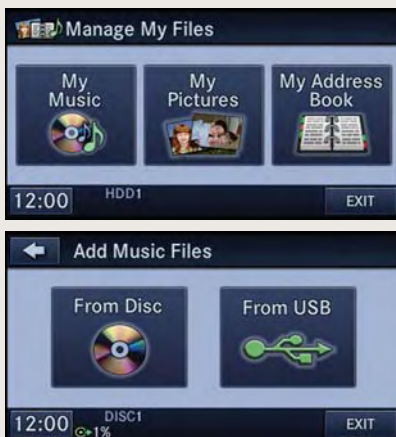 Manage My Files
My Music
My Pictures
My Address Book
12:00
HDD1
EXIT
Add Music Files
From Disc
From USB
12:00
DISC1
1%
EXIT